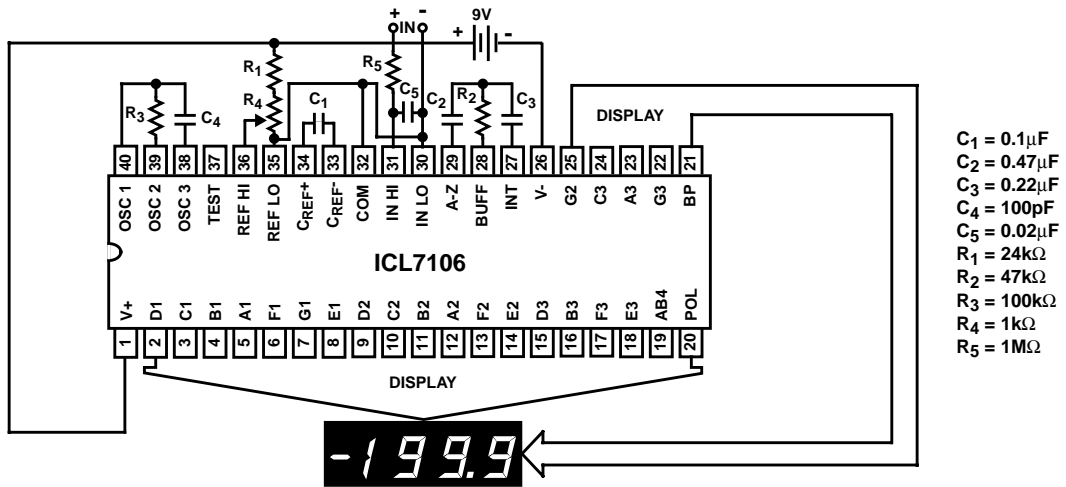 + -
IN
9V
+ -
R1
R5
R4
R3
C4
C1
C5
C2
R2
C3
DISPLAY
40 39 38 37 36 35 34 33 32 31 30 29 28 27 26 25 24 23 22 21
OSC 1
OSC 2
OSC 3
TEST
REF HI
REF LO
CREF+
CREF-
COM
IN HI
IN LO
A-Z
BUFF
INT
V-
G2
C3
A3
G3
BP
ICL7106
V+
D1
C1
B1
A1
F1
G1
E1
D2
C2
B2
A2
F2
E2
D3
B3
F3
E3
AB4
POL
1 2 3 4 5 6 7 8 9 10 11 12 13 14 15 16 17 18 19 20
DISPLAY
-199.9
C1 = 0.1μF
C2 = 0.47μF
C3 = 0.22μF
C4 = 100pF
C5 = 0.02μF
R1 = 24kΩ
R2 = 47kΩ
R3 = 100kΩ
R4 = 1kΩ
R5 = 1MΩ